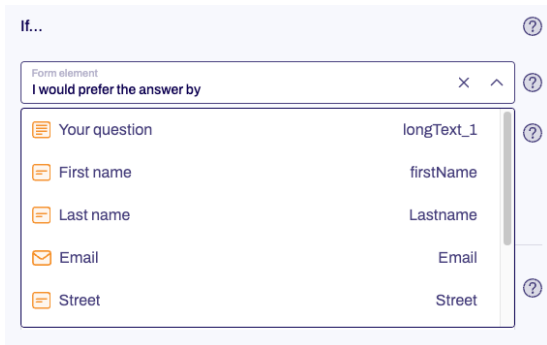 If...
?
Form element
I would prefer the answer by
?
Your question longText_1
?
First name firstName
Last name Lastname
Email Email
?
Street Street